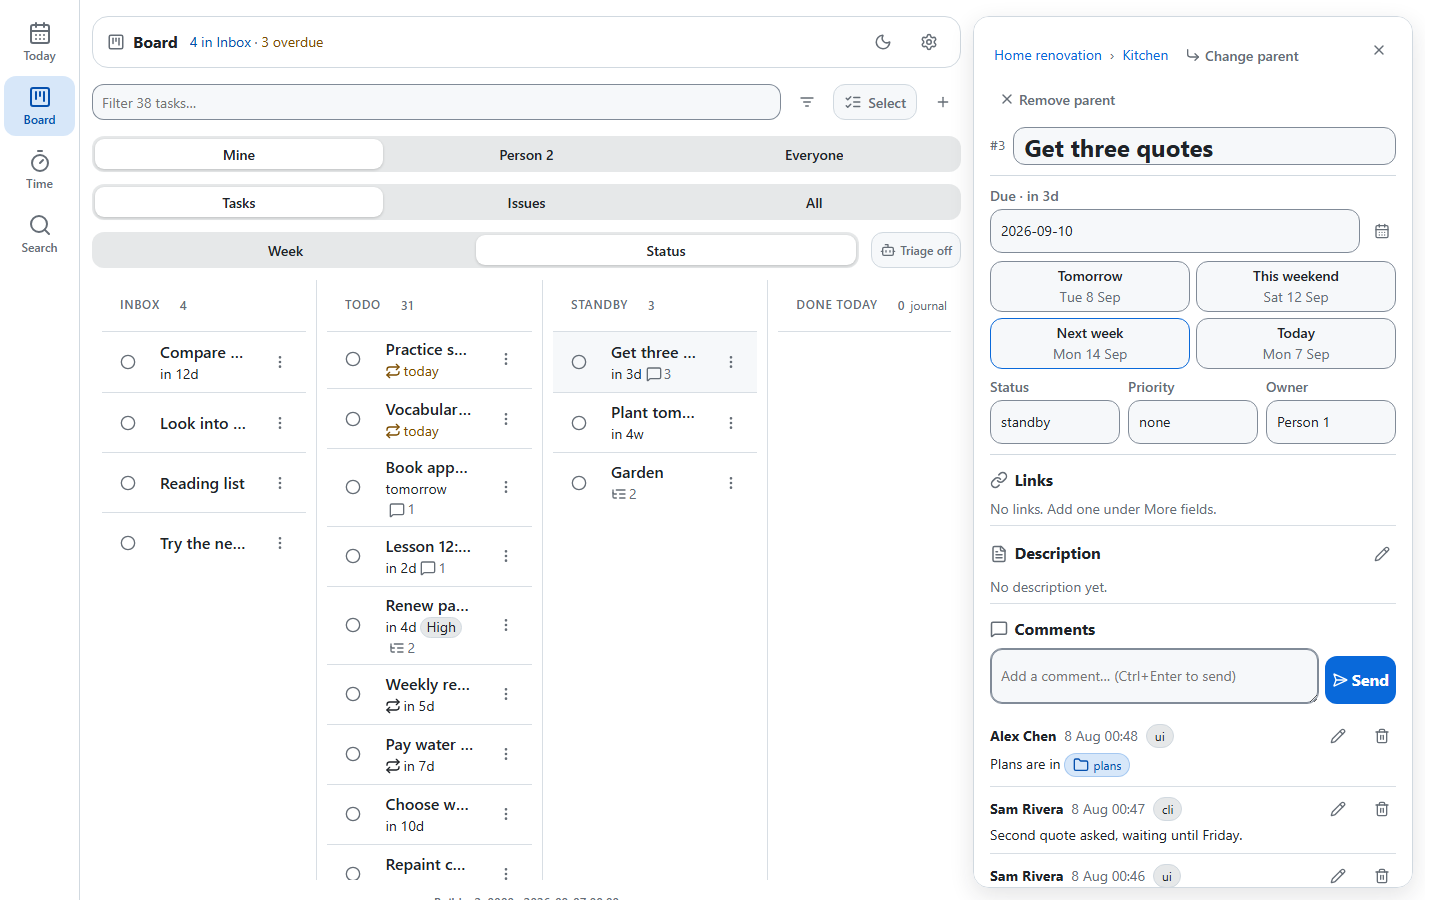 Today
Board
Time
Search
Board 4 in Inbox · 3 overdue
Filter 38 tasks...
Select
Mine Person 2 Everyone
Tasks Issues All
Week Status Triage off
INBOX 4
Compare ...
in 12d
Look into ...
Reading list
Try the ne...
TODO 31
Practice s...
today
Vocabular...
today
Book app...
tomorrow
1
Lesson 12:...
in 2d 1
Renew pa...
in 4d High
2
Weekly re...
in 5d
Pay water ...
in 7d
Choose w...
in 10d
Repaint c...
STANDBY 3
Get three ...
in 3d 3
Plant tom...
in 4w
Garden
2
DONE TODAY 0 journal
Home renovation › Kitchen Change parent
Remove parent
#3 Get three quotes
Due · in 3d
2026-09-10
Tomorrow
Tue 8 Sep
This weekend
Sat 12 Sep
Next week
Mon 14 Sep
Today
Mon 7 Sep
Status Priority Owner
standby none Person 1
Links
No links. Add one under More fields.
Description
No description yet.
Comments
Add a comment... (Ctrl+Enter to send)
Send
Alex Chen 8 Aug 00:48 ui
Plans are in plans
Sam Rivera 8 Aug 00:47 cli
Second quote asked, waiting until Friday.
Sam Rivera 8 Aug 00:46 ui